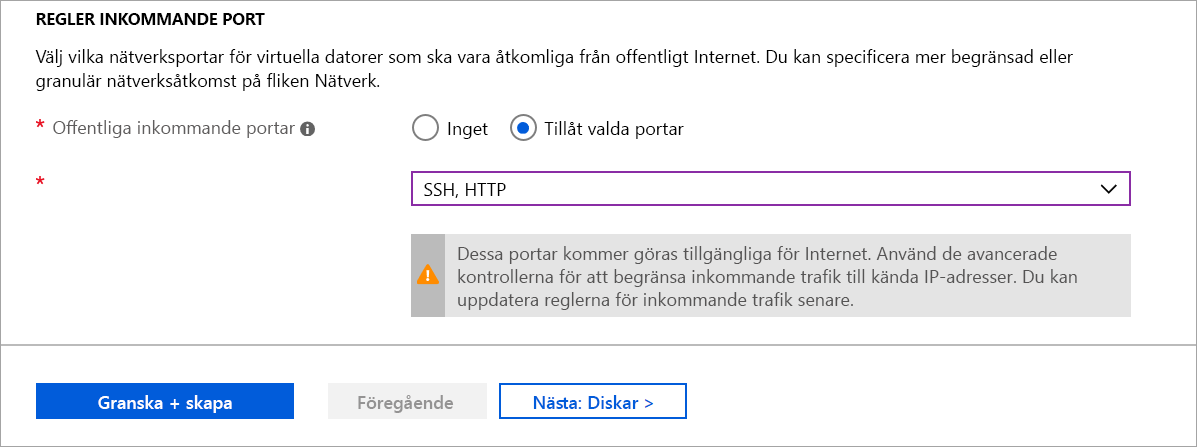 REGLER INKOMMANDE PORT
Välj vilka nätverksportar för virtuella datorer som ska vara åtkomliga från offentligt Internet. Du kan specificera mer begränsad eller
granulär nätverksåtkomst på fliken Nätverk.
* Offentliga inkommande portar Inget Tillåt valda portar
* SSH, HTTP
Dessa portar kommer göras tillgängliga för Internet. Använd de avancerade
kontrollerna för att begränsa inkommande trafik till kända IP-adresser. Du kan
uppdatera reglerna för inkommande trafik senare.
Granska + skapa Föregående Nästa: Diskar >